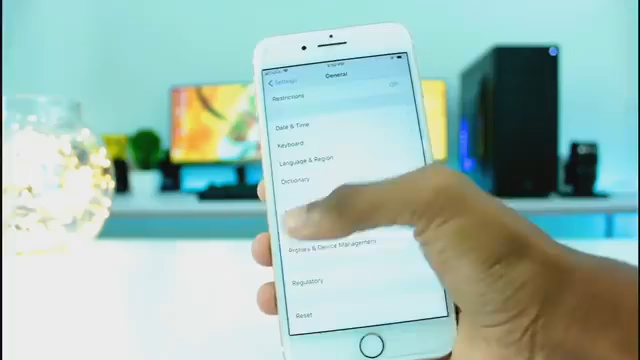 Settings
General
Restrictions
Date & Time
Keyboard
Language & Region
Dictionary
Profiles & Device Management
Regulatory
Reset